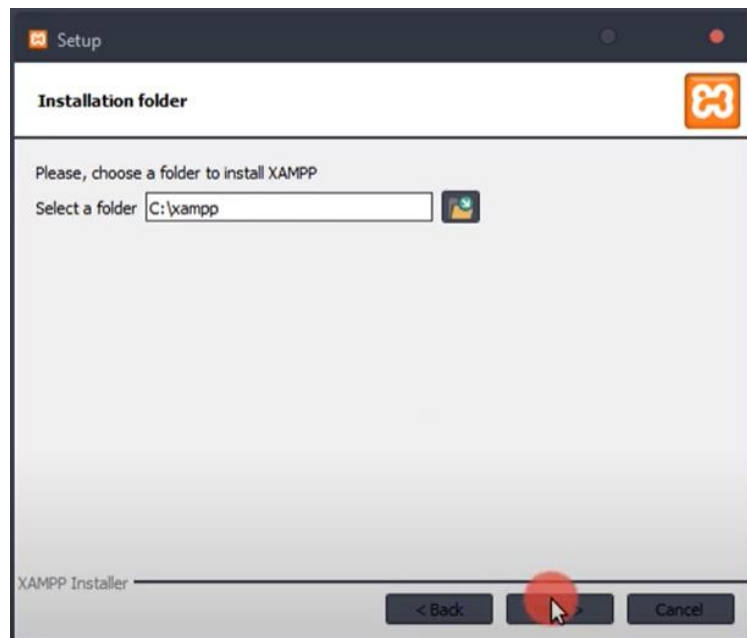 Setup
Installation folder
Please, choose a folder to install XAMPP
Select a folder C:\xampp
XAMPP Installer
< Back > Cancel